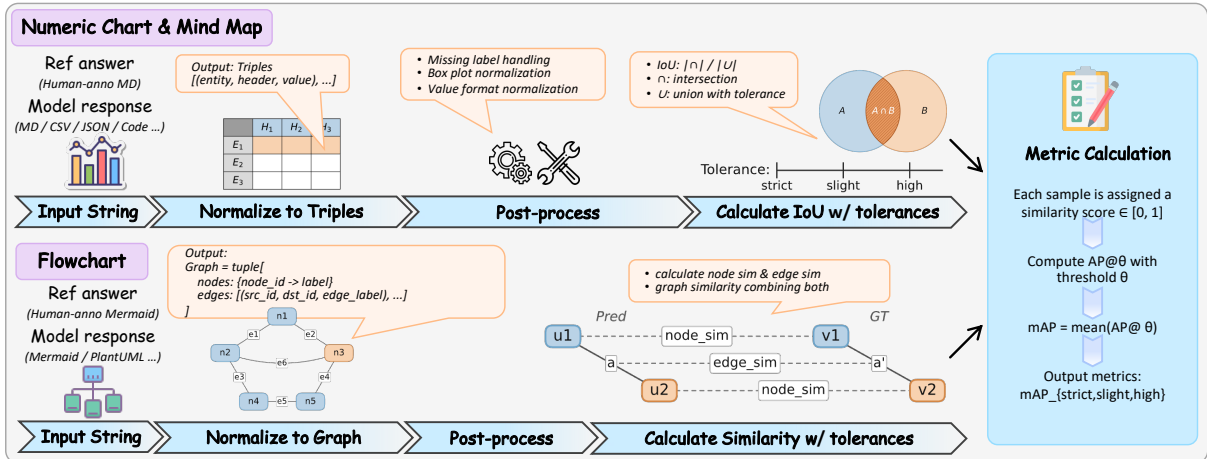 Numeric Chart & Mind Map
Ref answer
(Human-anno MD)
Model response
(MD / CSV / JSON / Code ...)
Output: Triples
[(entity, header, value), ...]
H1 H2 H3
E1
E2
E3
• Missing label handling
• Box plot normalization
• Value format normalization
• IoU: |∩| / |∪|
• ∩: intersection
• ∪: union with tolerance
A A ∩ B B
Tolerance:
strict slight high
Input String
Normalize to Triples
Post-process
Calculate IoU w/ tolerances
Flowchart
Ref answer
(Human-anno Mermaid)
Model response
(Mermaid / PlantUML ...)
Output:
Graph = tuple[
nodes: {node_id -> label}
edges: [(src_id, dst_id, edge_label), ...]
]
n1
e1 e2
n2 n3
e6
e3 e4
n4 e5 n5
• calculate node sim & edge sim
• graph similarity combining both
Pred GT
u1 node_sim v1
a edge_sim a'
u2 node_sim v2
Input String
Normalize to Graph
Post-process
Calculate Similarity w/ tolerances
Metric Calculation
Each sample is assigned a
similarity score ∈ [0, 1]
Compute AP@θ with
threshold θ
mAP = mean(AP@ θ)
Output metrics:
mAP_{strict,slight,high}